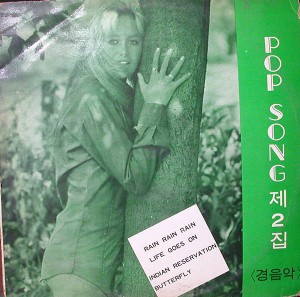 POP SONG 제2집
RAIN RAIN RAIN
LIFE GOES ON
INDIAN RESERVATION
BUTTERFLY
〈경음악〉